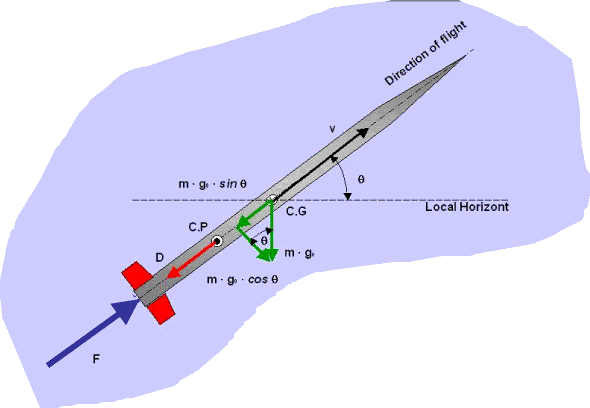 Direction of flight
v
θ
m · g₀ · sin θ
C.G
Local Horizont
C.P
θ
D
m · g₀
m · g₀ · cos θ
F